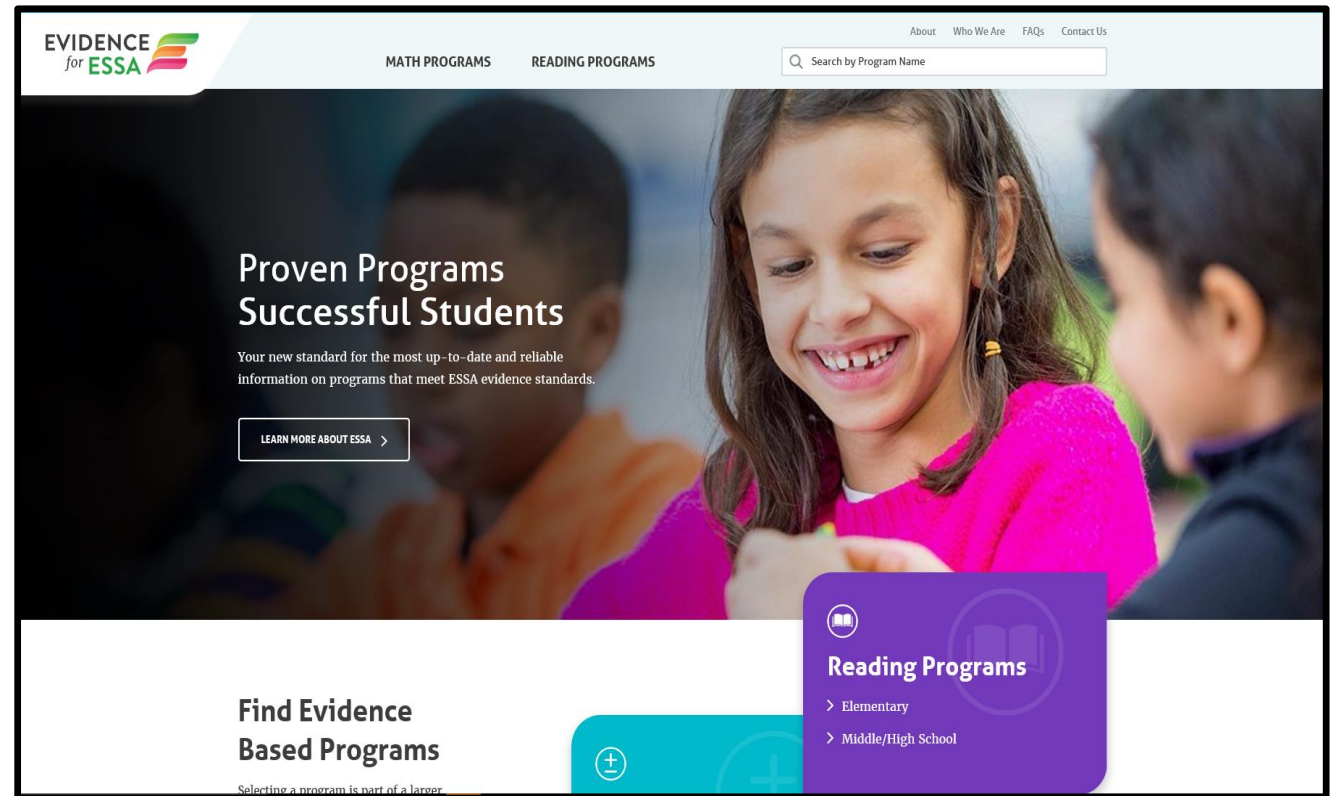 EVIDENCE
for ESSA
About Who We Are FAQs Contact Us
MATH PROGRAMS READING PROGRAMS
Search by Program Name
Proven Programs
Successful Students
Your new standard for the most up-to-date and reliable
information on programs that meet ESSA evidence standards.
LEARN MORE ABOUT ESSA
Reading Programs
Elementary
Middle/High School
Find Evidence
Based Programs
Selecting a program is part of a larger